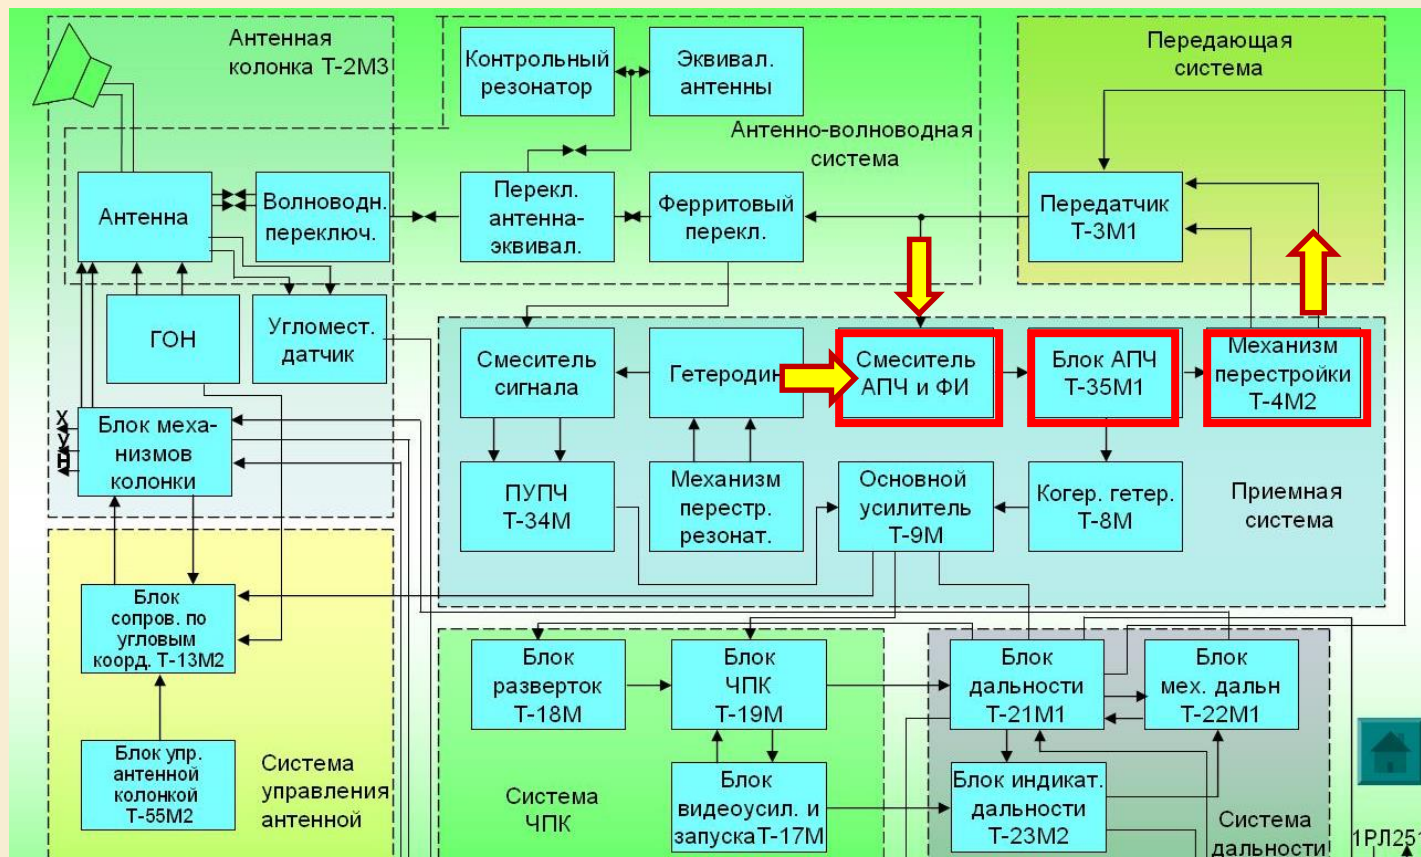 Антенная
колонка Т-2М3
Контрольный
резонатор
Эквивал.
антенны
Передающая
система
Антенно-волноводная
система
Антенна
Волноводн.
переключ.
Перекл.
антенна-
эквивал.
Ферритовый
перекл.
Передатчик
Т-3М1
ГОН
Угломест.
датчик
Смеситель
сигнала
Гетеродин
Смеситель
АПЧ и ФИ
Блок АПЧ
Т-35М1
Механизм
перестройки
Т-4М2
Х
У
Н
Блок меха-
низмов
колонки
ПУПЧ
Т-34М
Механизм
перестр.
резонат.
Основной
усилитель
Т-9М
Когер. гетер.
Т-8М
Приемная
система
Блок
сопров. по
угловым
коорд. Т-13М2
Блок
разверток
Т-18М
Блок
ЧПК
Т-19М
Блок
дальности
Т-21М1
Блок
мех. дальн
Т-22М1
Блок упр.
антенной
колонкой
Т-55М2
Система
управления
антенной
Система
ЧПК
Блок
видеоусил. и
запускаТ-17М
Блок индикат.
дальности
Т-23М2
Система
дальности
1РЛ251